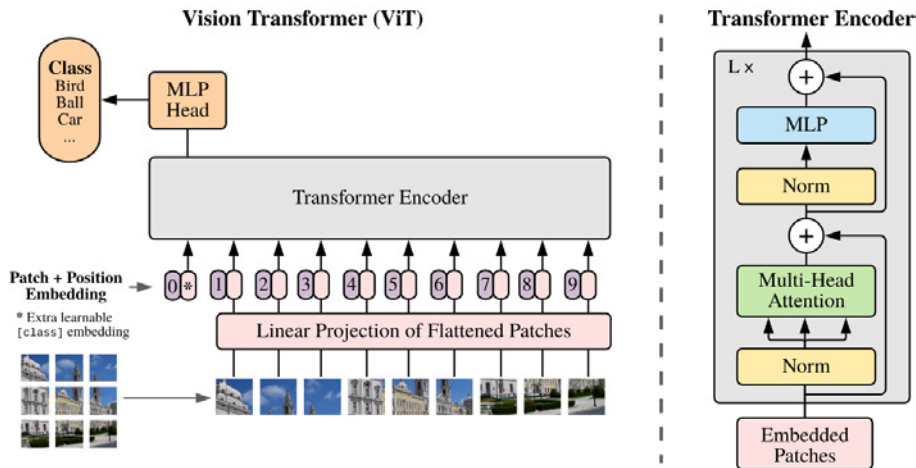 Vision Transformer (ViT)
Class
Bird
Ball
Car
...
MLP
Head
Transformer Encoder
Patch + Position
Embedding
0 * 1 2 3 4 5 6 7 8 9
* Extra learnable
[class] embedding
Linear Projection of Flattened Patches
Transformer Encoder
L ×
+
MLP
Norm
+
Multi-Head
Attention
Norm
Embedded
Patches